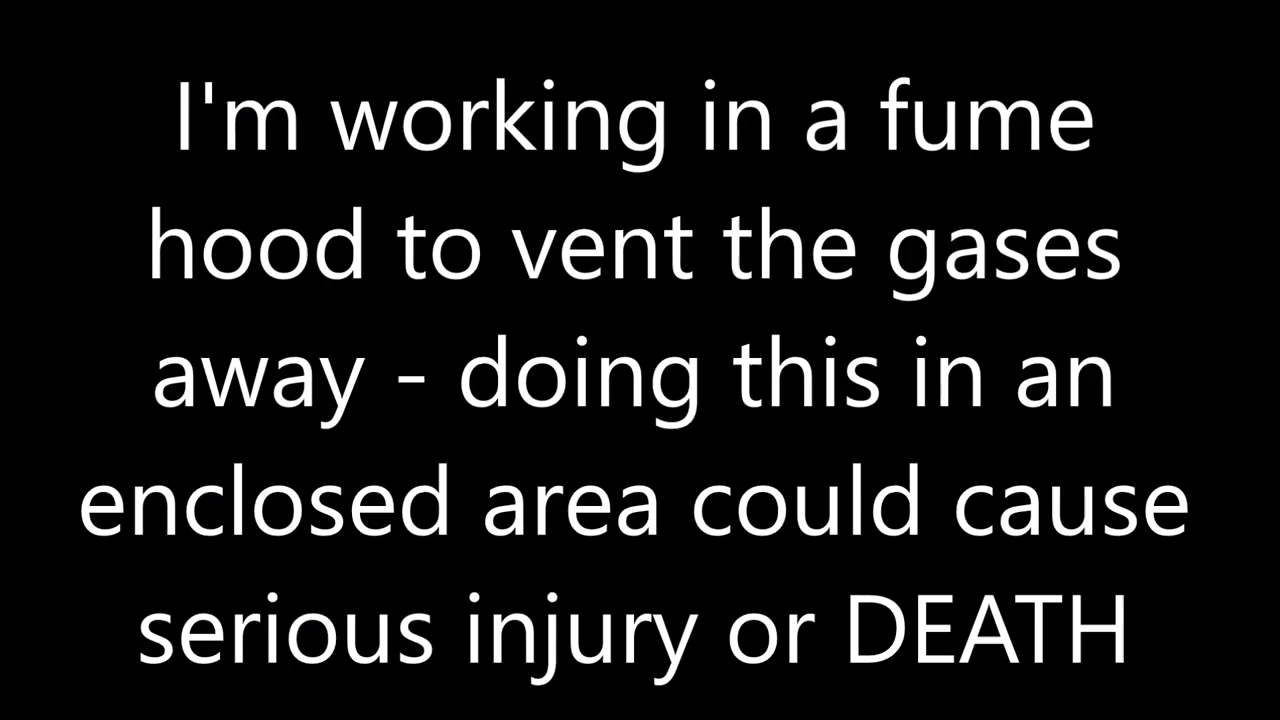 I'm working in a fume
hood to vent the gases
away - doing this in an
enclosed area could cause
serious injury or DEATH